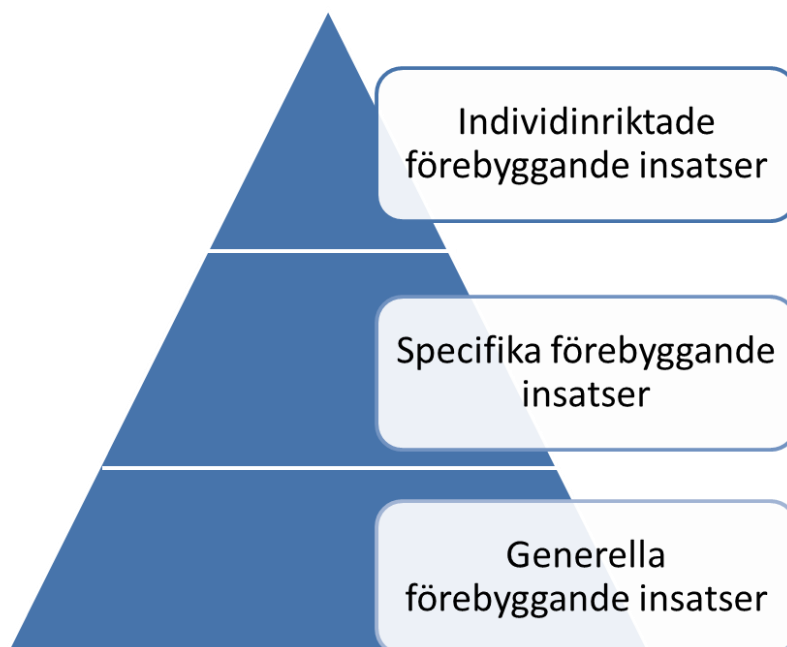 Individinriktade
förebyggande insatser
Specifika förebyggande
insatser
Generella
förebyggande insatser